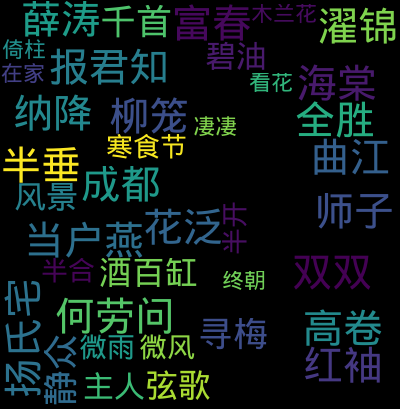 薛涛
千首
富春
木兰花
濯锦
倚柱
在家
报君知
碧油
看花
海棠
纳降
柳笼
凄凄
全胜
半垂
寒食节
曲江
风景
成都
师子
当户
燕
花泛
半开
半合
酒百缸
终朝
双双
扬氏宅
何劳问
寻梅
高卷
静众
微雨
微风
红袖
主人
弦歌